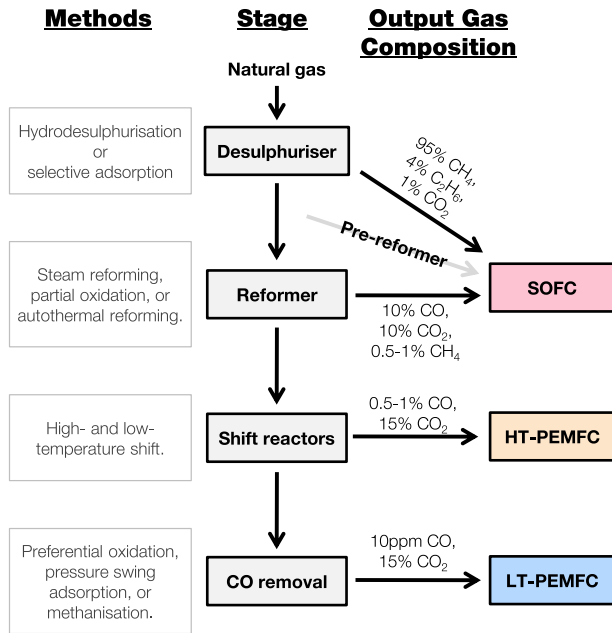 Methods
Stage
Output Gas
Composition
Natural gas
Hydrodesulphurisation
or
selective adsorption
Desulphuriser
95% CH₄,
4% C₂H₆,
1% CO₂
Pre-reformer
Steam reforming,
partial oxidation, or
autothermal reforming.
Reformer
10% CO,
10% CO₂,
0.5-1% CH₄
SOFC
High- and low-
temperature shift.
Shift reactors
0.5-1% CO,
15% CO₂
HT-PEMFC
Preferential oxidation,
pressure swing
adsorption, or
methanisation.
CO removal
10ppm CO,
15% CO₂
LT-PEMFC